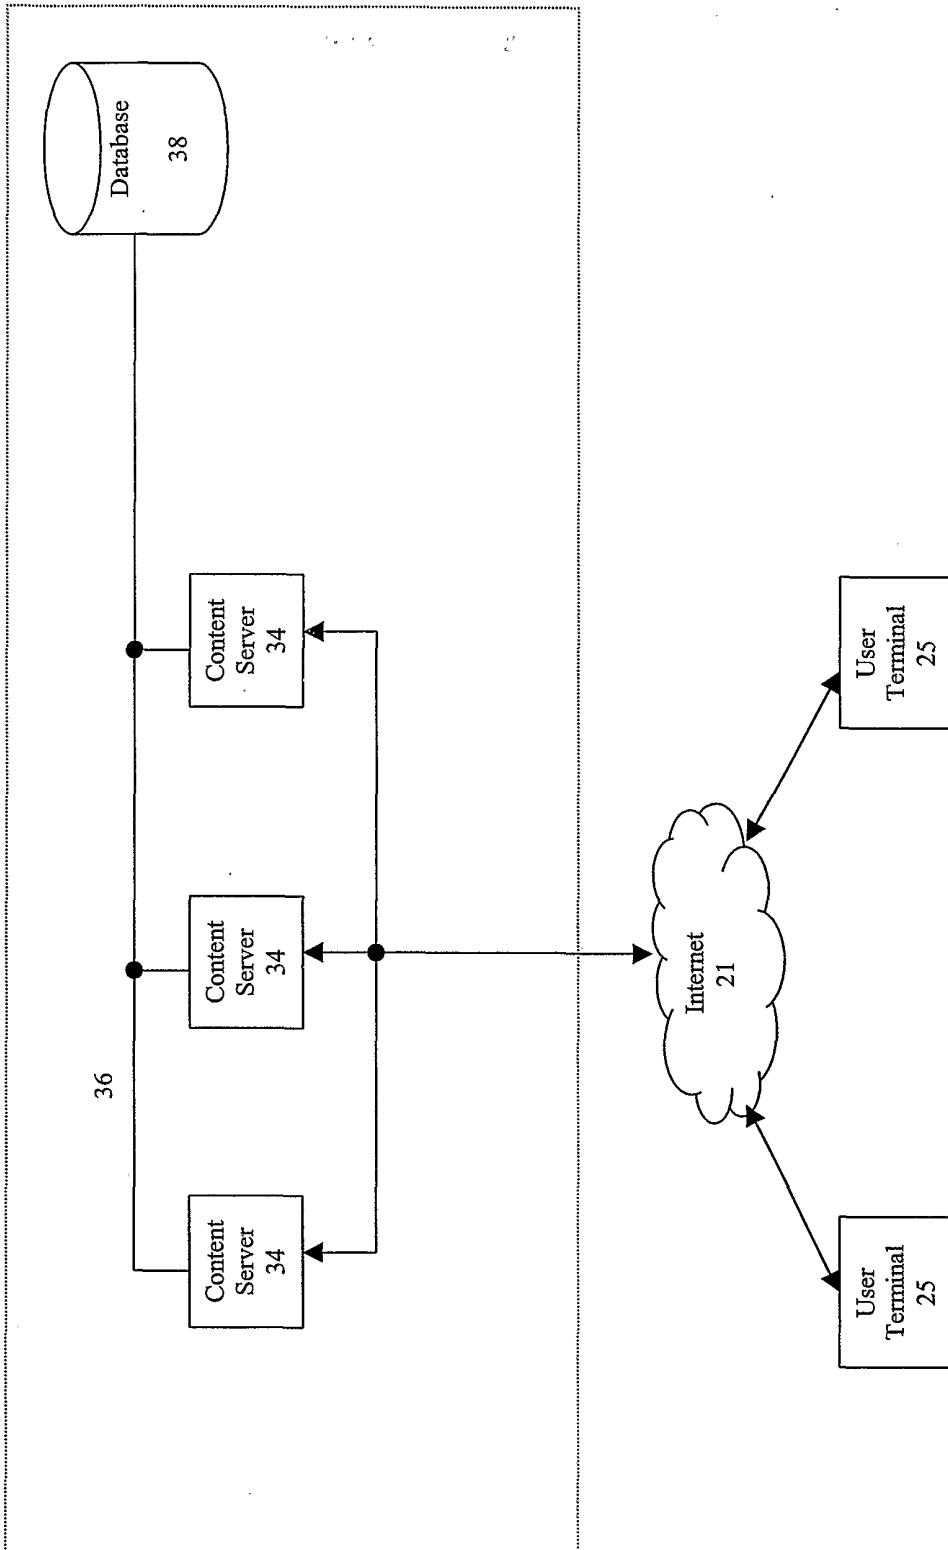 Database
38
36
Content
Server
34
Content
Server
34
Content
Server
34
Internet
21
User
Terminal
25
User
Terminal
25